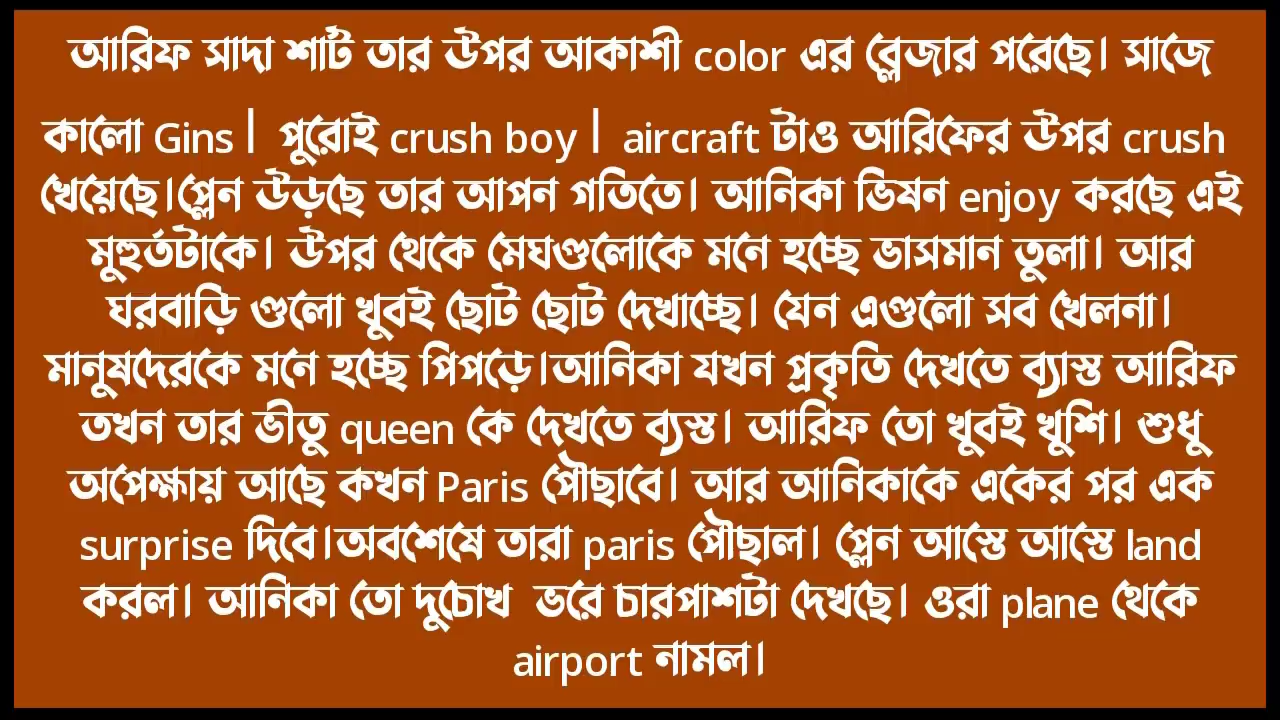 আরিফ সাদা শার্ট তার উপর আকাশী color এর ব্লেজার পরেছে। সাজে
কালো Gins | পুরোই crush boy | aircraft টাও আরিফের উপর crush
খেয়েছে।প্লেন উড়ছে তার আপন গতিতে। আনিকা ভিষন enjoy করছে এই
মুহুর্তটাকে। উপর থেকে মেঘগুলোকে মনে হচ্ছে ভাসমান তুলা। আর
ঘরবাড়ি গুলো খুবই ছোট ছোট দেখাচ্ছে। যেন এগুলো সব খেলনা।
মানুষদেরকে মনে হচ্ছে পিপড়ে।আনিকা যখন প্রকৃতি দেখতে ব্যাস্ত আরিফ
তখন তার ভীতু queen কে দেখতে ব্যস্ত। আরিফ তো খুবই খুশি। শুধু
অপেক্ষায় আছে কখন Paris পৌছাবে। আর আনিকাকে একের পর এক
surprise দিবে।অবশেষে তারা paris পৌছাল। প্লেন আস্তে আস্তে land
করল। আনিকা তো দুচোখ ভরে চারপাশটা দেখছে। ওরা plane থেকে
airport নামল।